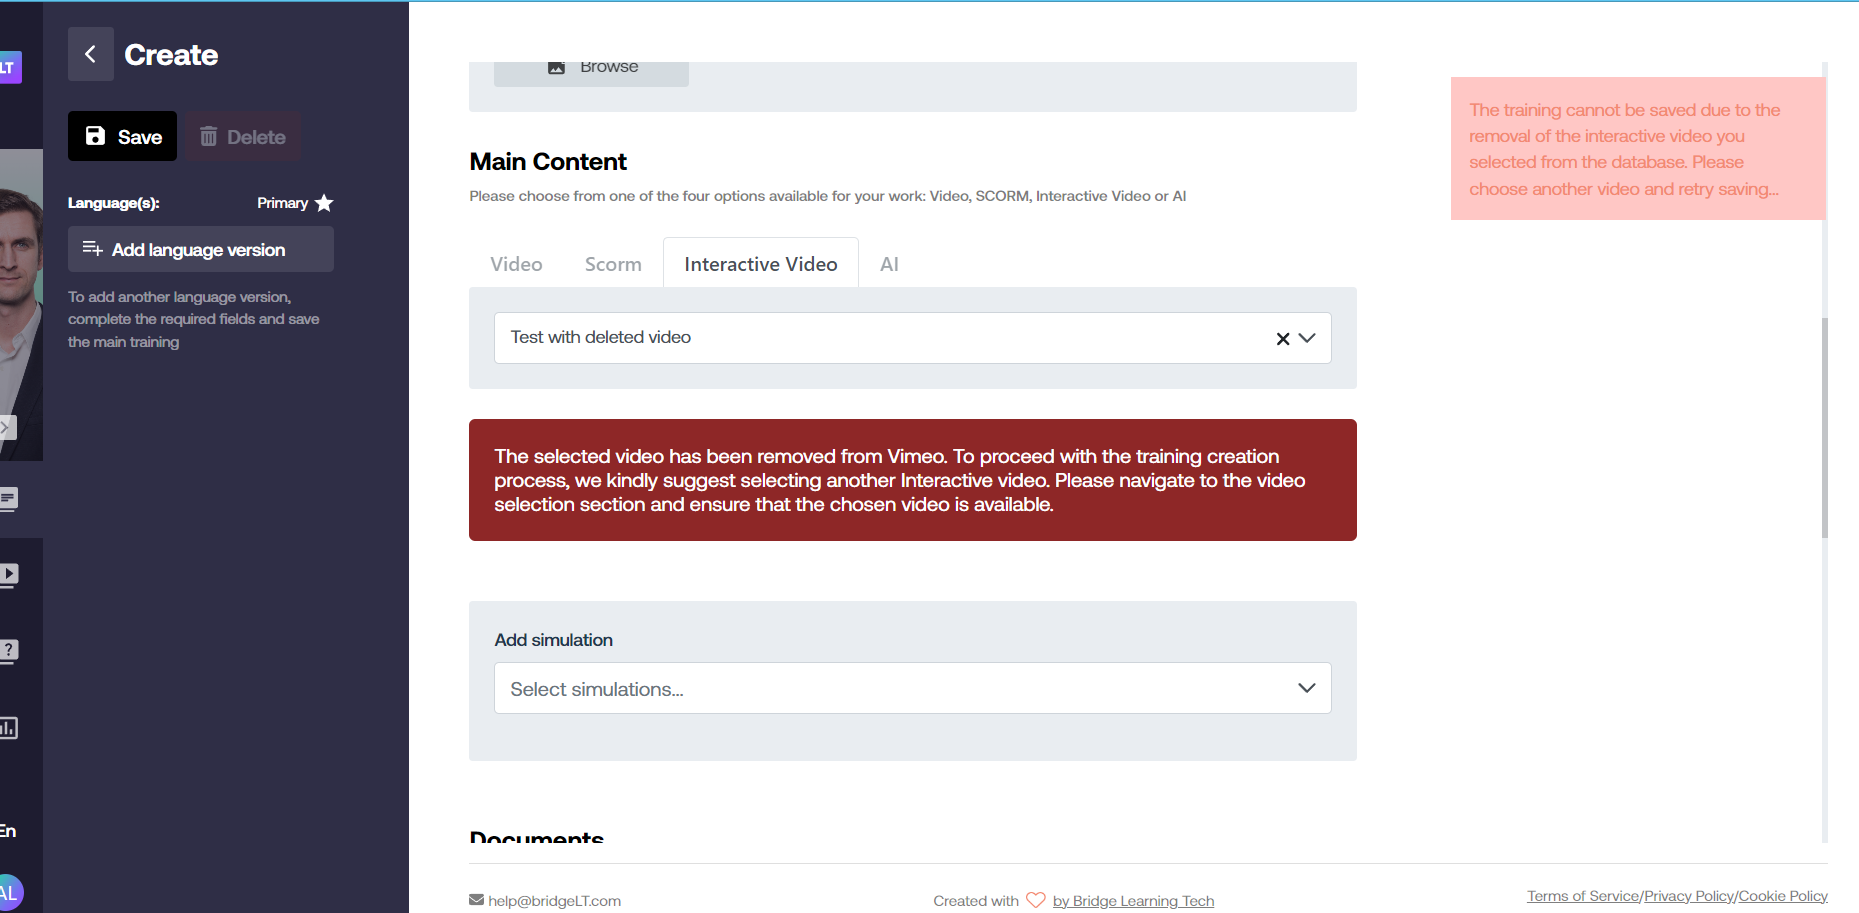 LT
Create
Save
Delete
Language(s):
Primary
Add language version
To add another language version,
complete the required fields and save
the main training
En
AL
Browse
Main Content
Please choose from one of the four options available for your work: Video, SCORM, Interactive Video or AI
Video
Scorm
Interactive Video
AI
Test with deleted video
The selected video has been removed from Vimeo. To proceed with the training creation
process, we kindly suggest selecting another Interactive video. Please navigate to the video
selection section and ensure that the chosen video is available.
Add simulation
Select simulations...
Documents
The training cannot be saved due to the
removal of the interactive video you
selected from the database. Please
choose another video and retry saving...
help@bridgeLT.com
Created with
by Bridge Learning Tech
Terms of Service/Privacy Policy/Cookie Policy